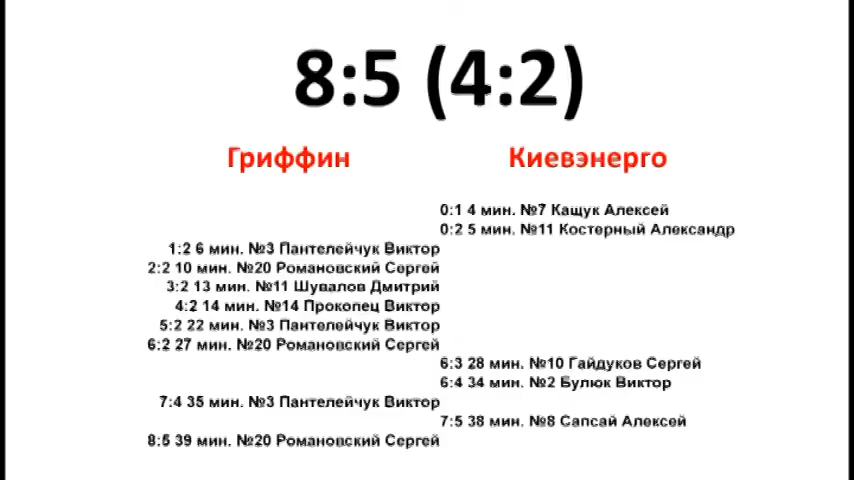 8:5 (4:2)
Гриффин Киевэнерго
0:1 4 мин. №7 Кащук Алексей
0:2 5 мин. №11 Костерный Александр
1:2 6 мин. №3 Пантелейчук Виктор
2:2 10 мин. №20 Романовский Сергей
3:2 13 мин. №11 Шувалов Дмитрий
4:2 14 мин. №14 Прокопец Виктор
5:2 22 мин. №3 Пантелейчук Виктор
6:2 27 мин. №20 Романовский Сергей
6:3 28 мин. №10 Гайдуков Сергей
6:4 34 мин. №2 Булюк Виктор
7:4 35 мин. №3 Пантелейчук Виктор
7:5 38 мин. №8 Сапсай Алексей
8:5 39 мин. №20 Романовский Сергей